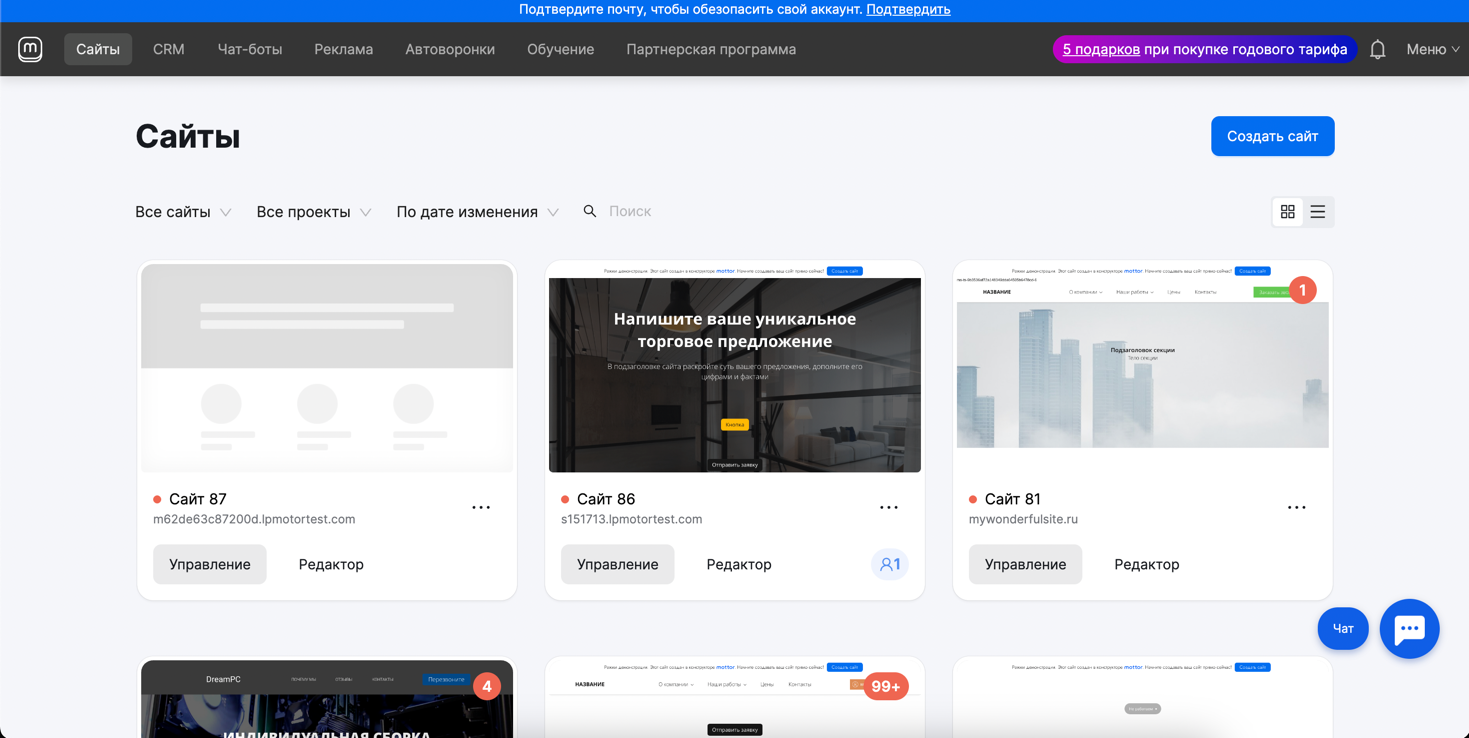 Подтвердите почту, чтобы обезопасить свой аккаунт. Подтвердить
m Сайты CRM Чат-боты Реклама Автоворонки Обучение Партнерская программа 5 подарков при покупке годового тарифа Меню
Сайты
Создать сайт
Все сайты Все проекты По дате изменения Поиск
Режим демонстрации. Этот сайт создан в конструкторе mottor. Начните создавать ваш сайт прямо сейчас! Создать сайт
Напишите ваше уникальное
торговое предложение
В подзаголовке сайта раскройте суть вашего предложения, дополните его
цифрами и фактами
Кнопка
Отправить заявку
Режим демонстрации. Этот сайт создан в конструкторе mottor. Начните создавать ваш сайт прямо сейчас! Создать сайт
НАЗВАНИЕ О компании Наши работы Цены Контакты
1
Подзаголовок секции
Тело секции
Сайт 87
m62de63c87200d.lpmotortest.com
Управление Редактор
Сайт 86
s151713.lpmotortest.com
Управление Редактор 1
Сайт 81
mywonderfulsite.ru
Управление Редактор
Чат
DreamPC ПОЧЕМУ МЫ ОТЗЫВЫ КОНТАКТЫ Перезвоните 4
ИНДИВИДУАЛЬНАЯ СБОРКА
Режим демонстрации. Этот сайт создан в конструкторе mottor. Начните создавать ваш сайт прямо сейчас! Создать сайт
НАЗВАНИЕ О компании Наши работы Цены Контакты 99+
Отправить заявку
Режим демонстрации. Этот сайт создан в конструкторе mottor. Начните создавать ваш сайт прямо сейчас! Создать сайт